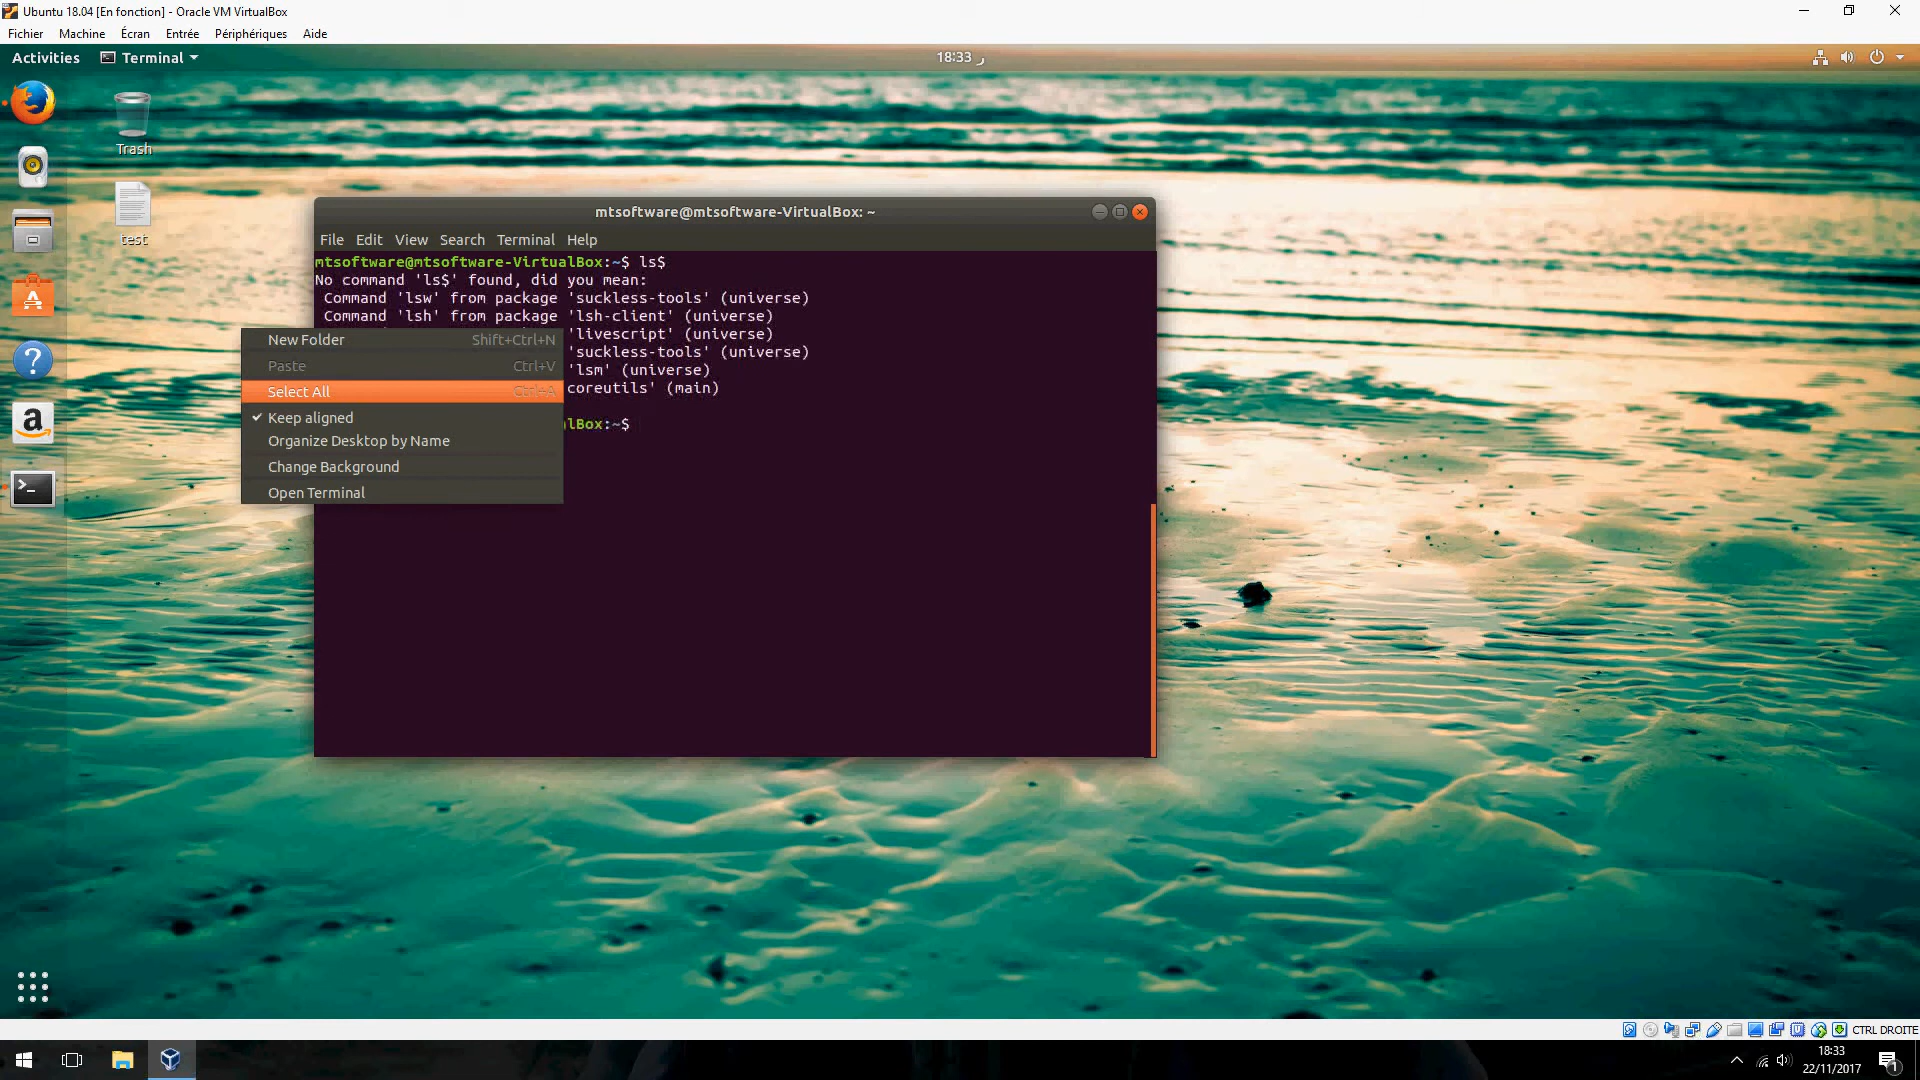 Ubuntu 18.04 [En fonction] - Oracle VM VirtualBox
Fichier Machine Écran Entrée Périphériques Aide
Activities Terminal 18:33 ر
Trash
test
mtsoftware@mtsoftware-VirtualBox: ~
File Edit View Search Terminal Help
mtsoftware@mtsoftware-VirtualBox:~$ ls$
No command 'ls$' found, did you mean:
Command 'lsw' from package 'suckless-tools' (universe)
Command 'lsh' from package 'lsh-client' (universe)
'livescript' (universe)
'suckless-tools' (universe)
'lsm' (universe)
coreutils' (main)
lBox:~$
New Folder Shift+Ctrl+N
Paste Ctrl+V
Select All Ctrl+A
Keep aligned
Organize Desktop by Name
Change Background
Open Terminal
CTRL DROITE
18:33
22/11/2017
1